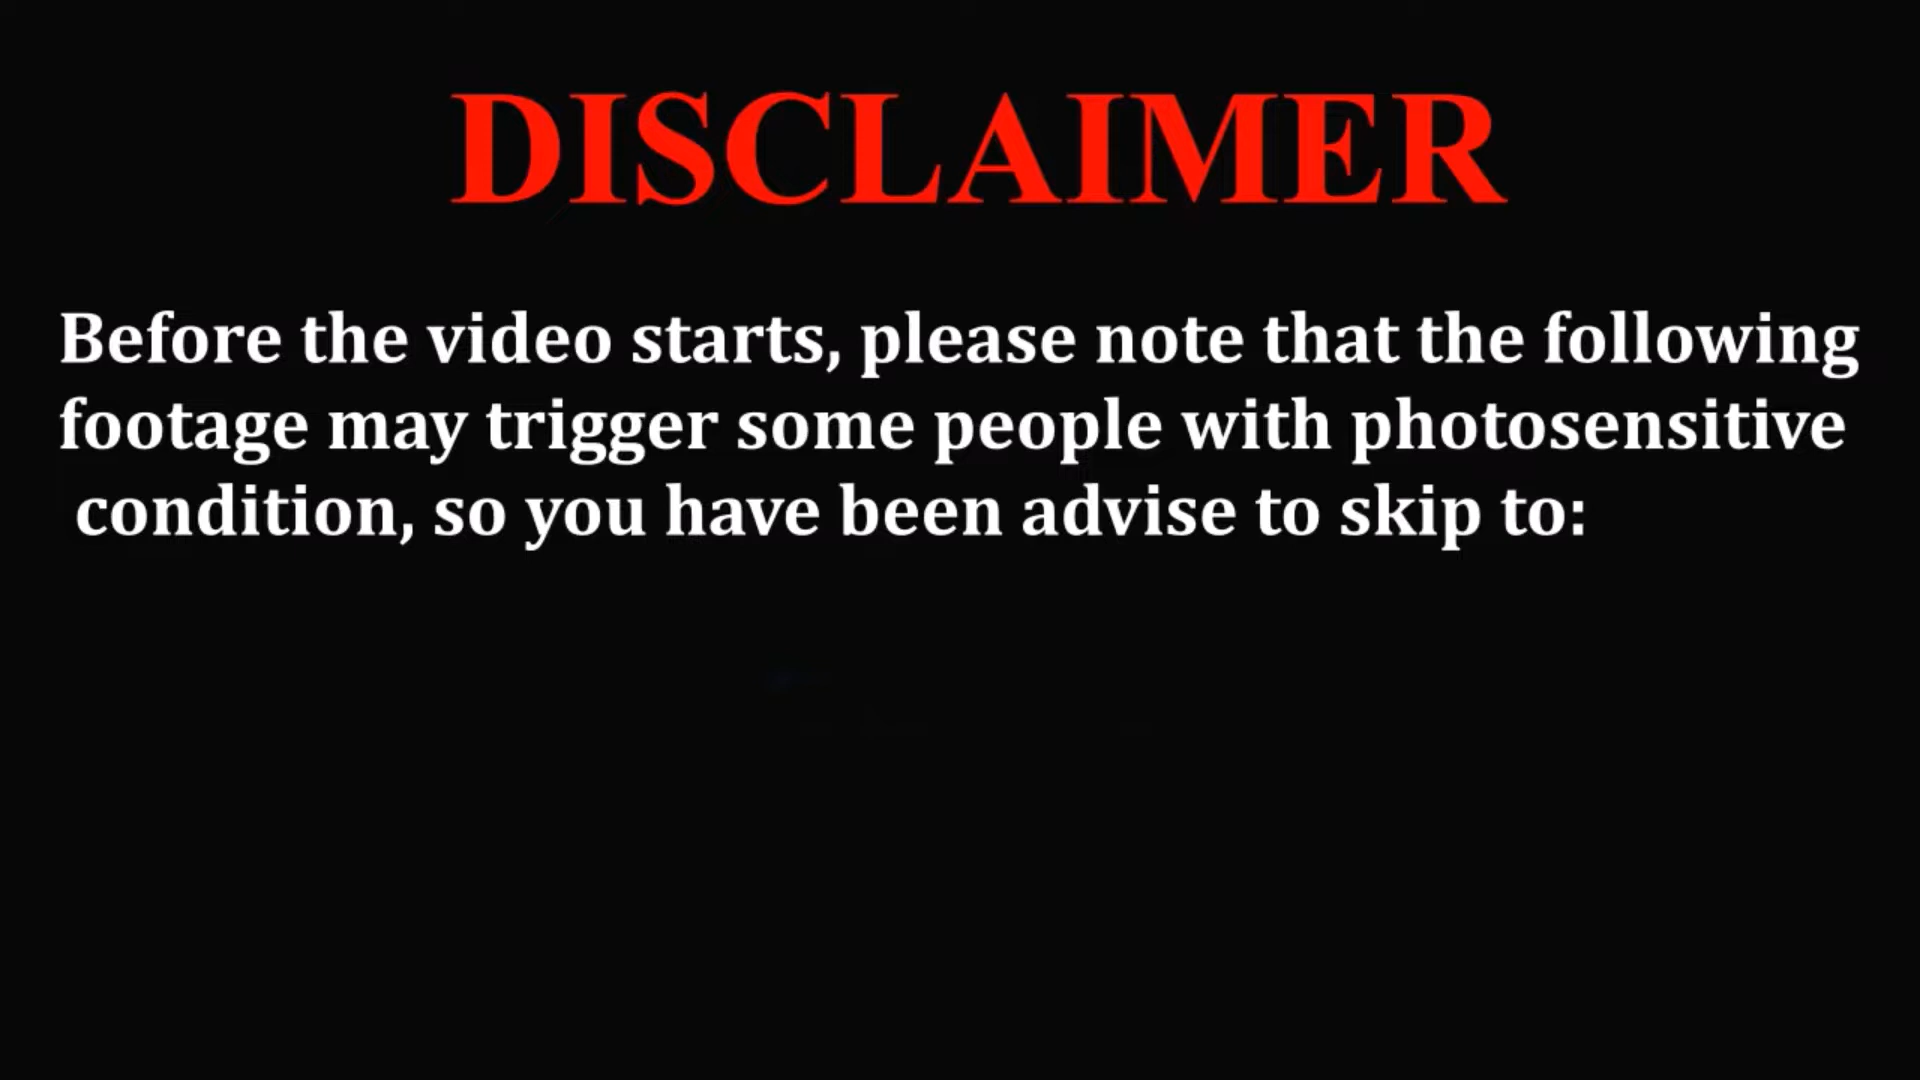 DISCLAIMER
Before the video starts, please note that the following
footage may trigger some people with photosensitive
condition, so you have been advise to skip to: